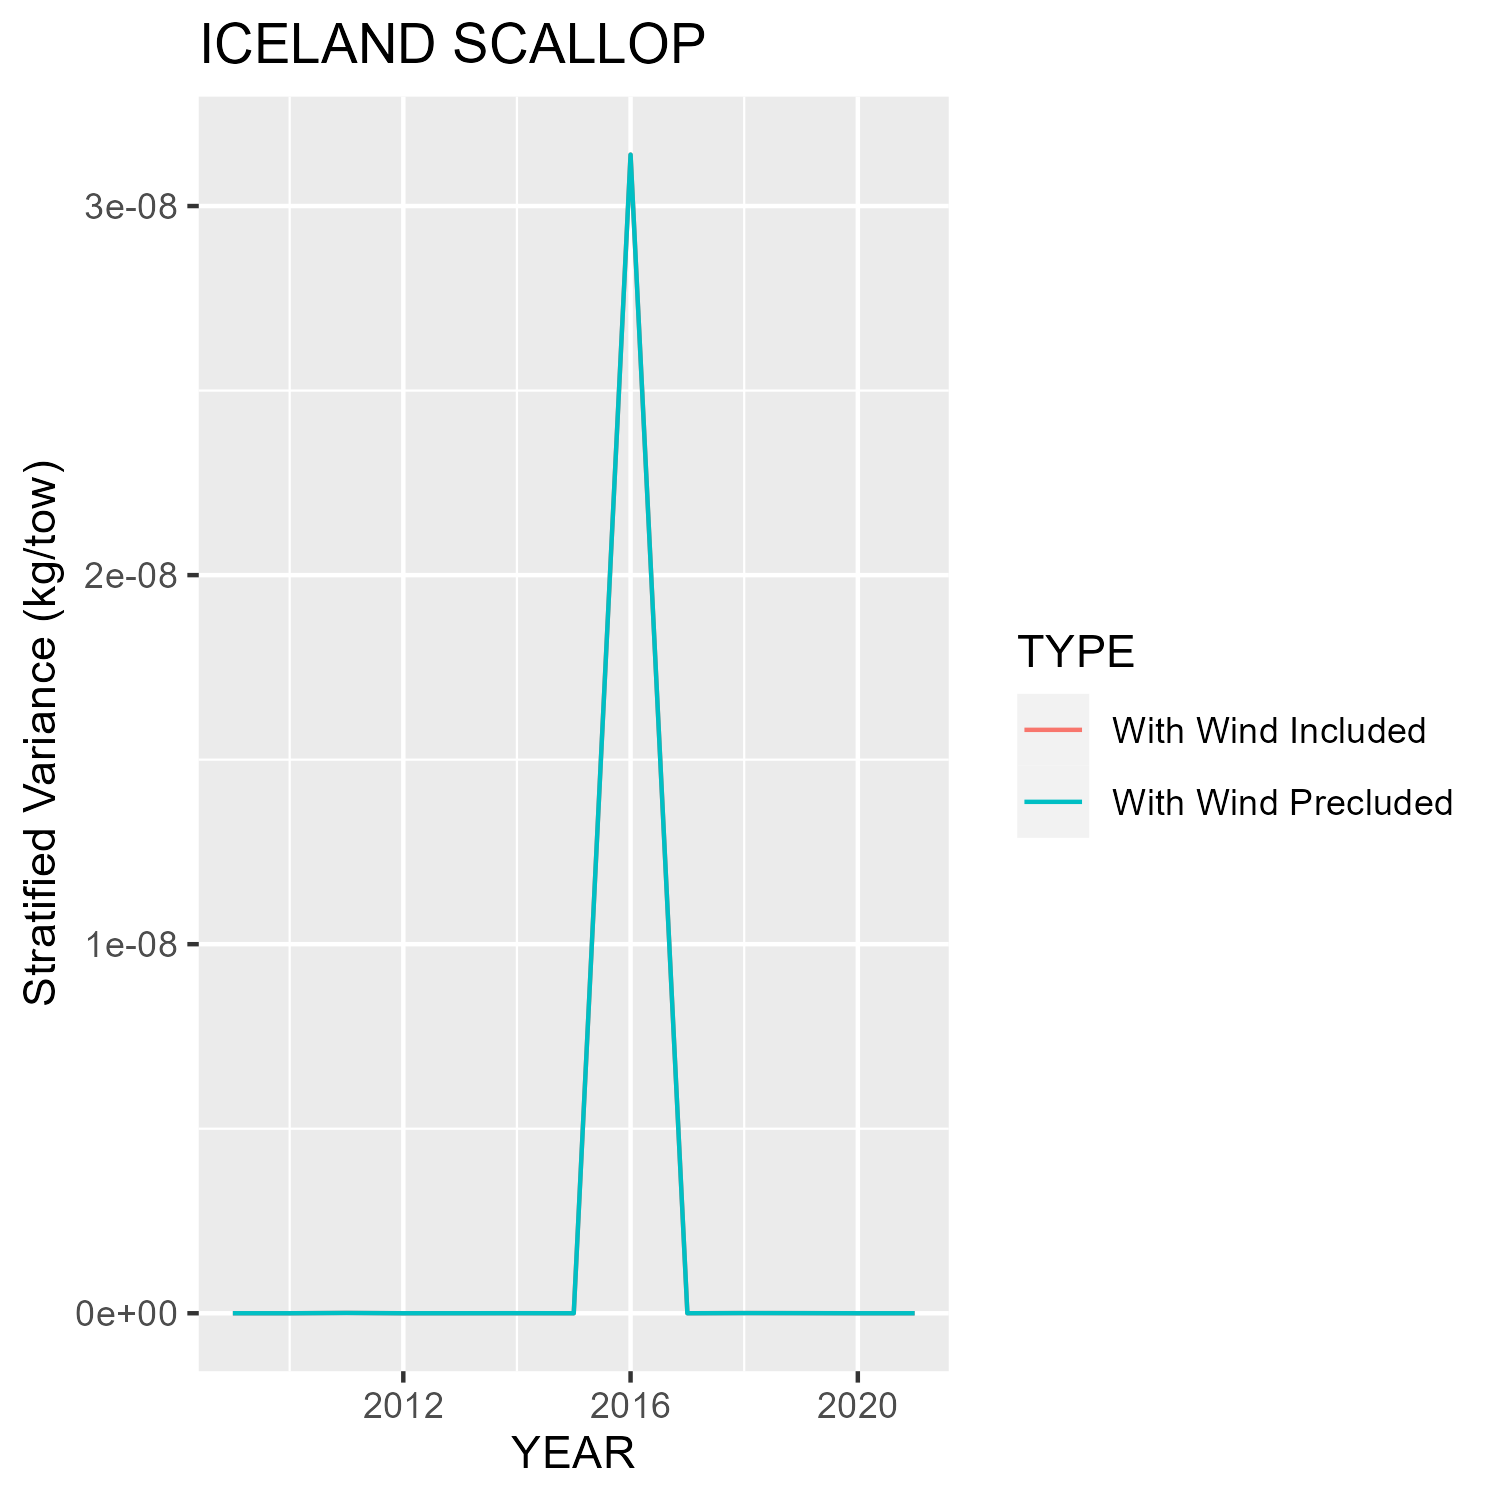 ICELAND SCALLOP
Stratified Variance (kg/tow)
3e-08
2e-08
1e-08
0e+00
2012
2016
2020
YEAR
TYPE
With Wind Included
With Wind Precluded